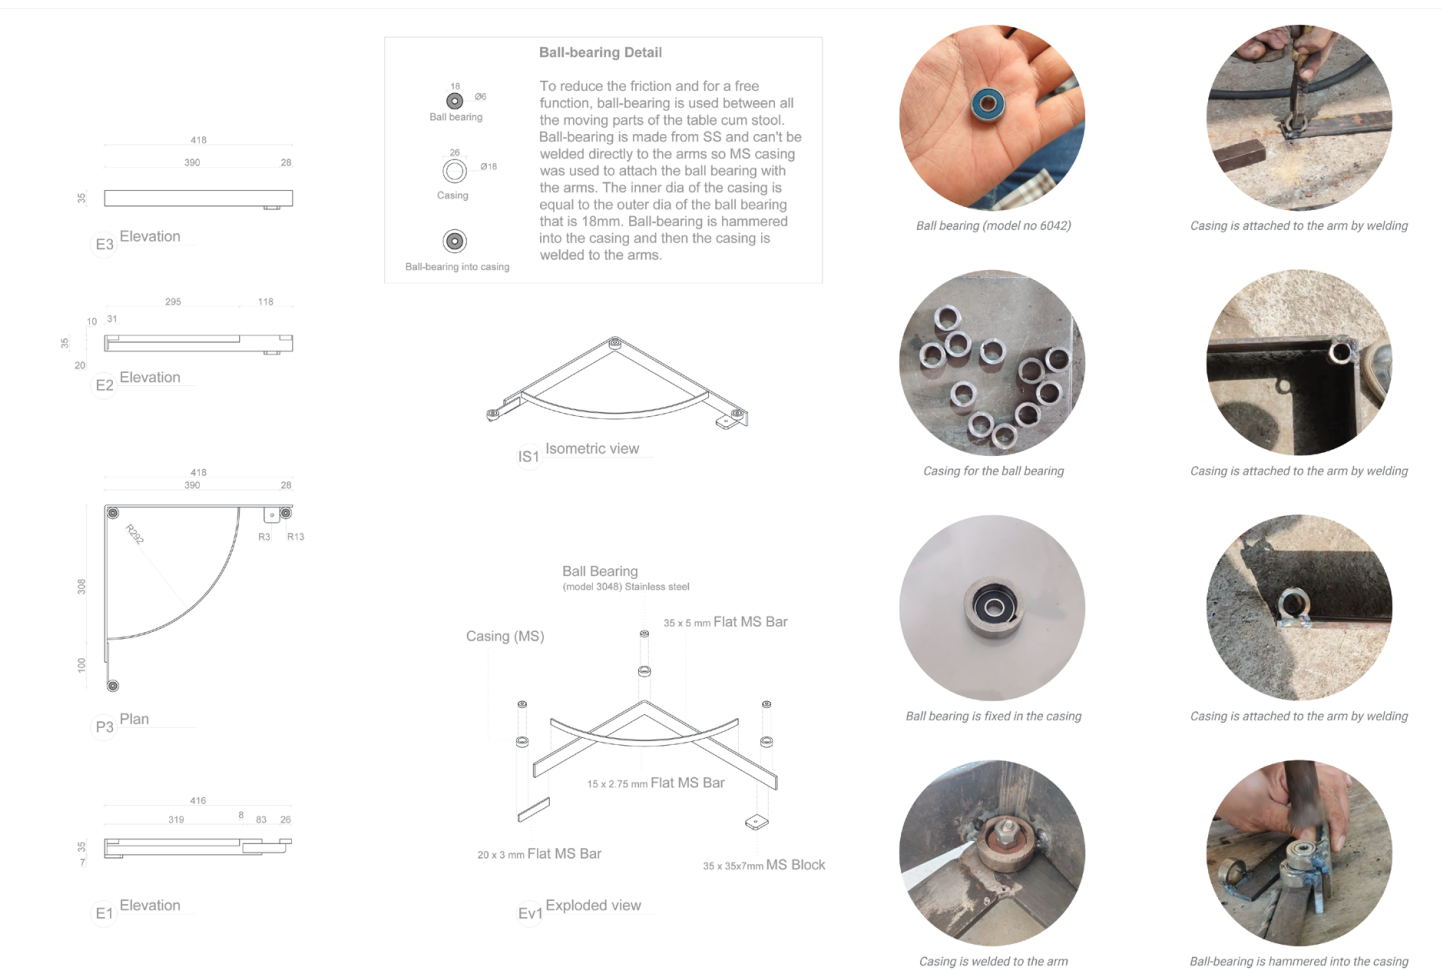 418
390
28
35
E3 Elevation
295
118
10
31
35
20
E2 Elevation
418
390
28
R292
R3
R13
308
100
P3 Plan
416
319
8
83
26
35
7
E1 Elevation
Ball-bearing Detail
18
Ø6
Ball bearing
26
Ø18
Casing
Ball-bearing into casing
To reduce the friction and for a free
function, ball-bearing is used between all
the moving parts of the table cum stool.
Ball-bearing is made from SS and can't be
welded directly to the arms so MS casing
was used to attach the ball bearing with
the arms. The inner dia of the casing is
equal to the outer dia of the ball bearing
that is 18mm. Ball-bearing is hammered
into the casing and then the casing is
welded to the arms.
IS1 Isometric view
Ball Bearing
(model 3048) Stainless steel
35 x 5 mm Flat MS Bar
Casing (MS)
15 x 2.75 mm Flat MS Bar
20 x 3 mm Flat MS Bar
35 x 35x7mm MS Block
Ev1 Exploded view
Ball bearing (model no 6042)
Casing is attached to the arm by welding
Casing for the ball bearing
Casing is attached to the arm by welding
Ball bearing is fixed in the casing
Casing is attached to the arm by welding
Casing is welded to the arm
Ball-bearing is hammered into the casing